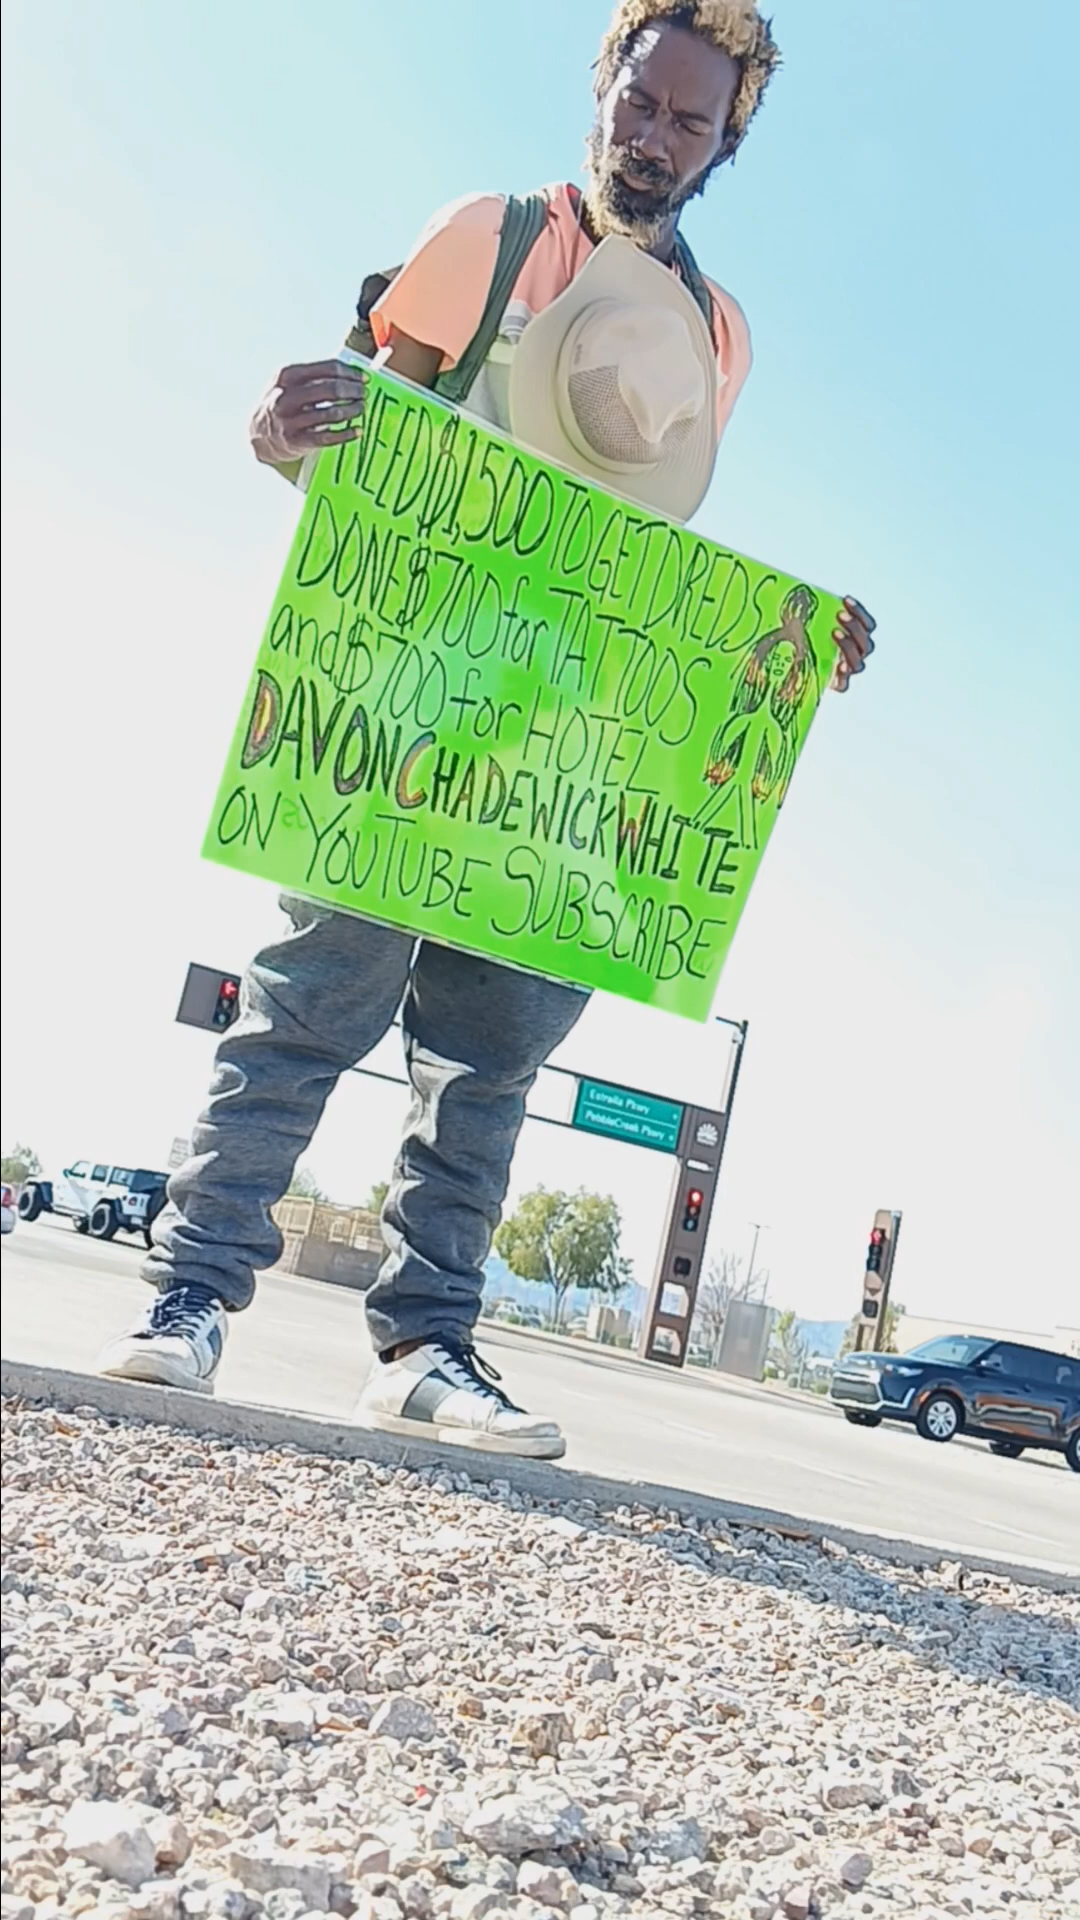 NEED $1,500 TO GET DREDS
DONE $700 for TATTOOS
and $700 for HOTEL
DAVON CHADEWICK WHITE
ON YOUTUBE SUBSCRIBE
Estrella Pkwy
PebbleCreek Pkwy